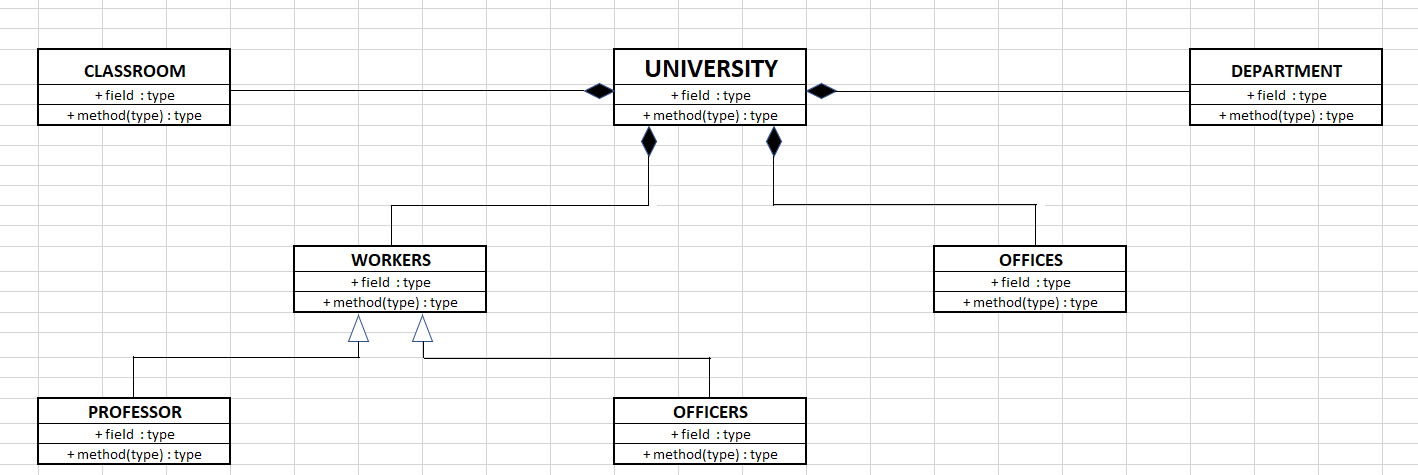 CLASSROOM
+ field : type
+ method(type) : type
UNIVERSITY
+ field : type
+ method(type) : type
DEPARTMENT
+ field : type
+ method(type) : type
WORKERS
+ field : type
+ method(type) : type
OFFICES
+ field : type
+ method(type) : type
PROFESSOR
+ field : type
+ method(type) : type
OFFICERS
+ field : type
+ method(type) : type